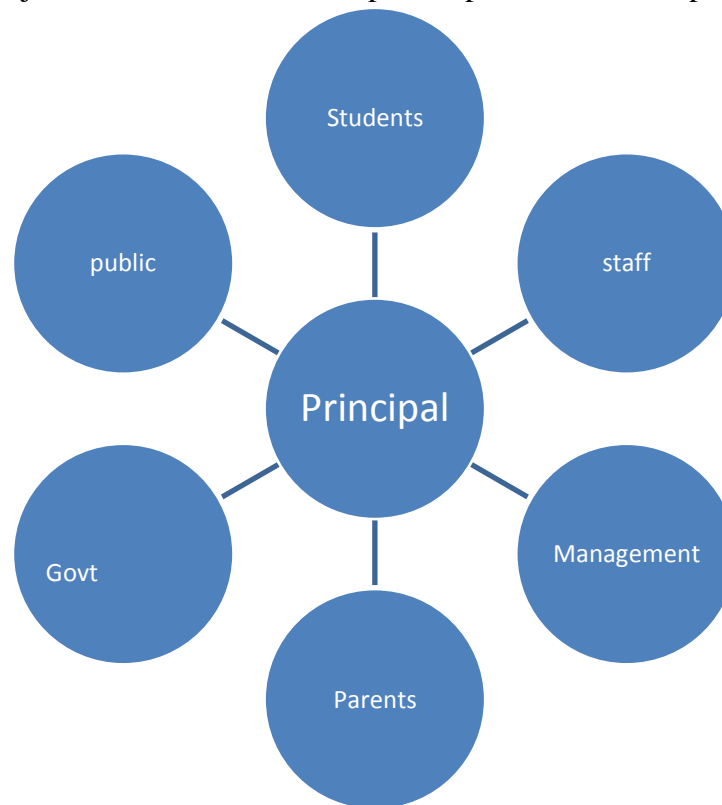 Students
public
staff
Principal
Govt
Management
Parents